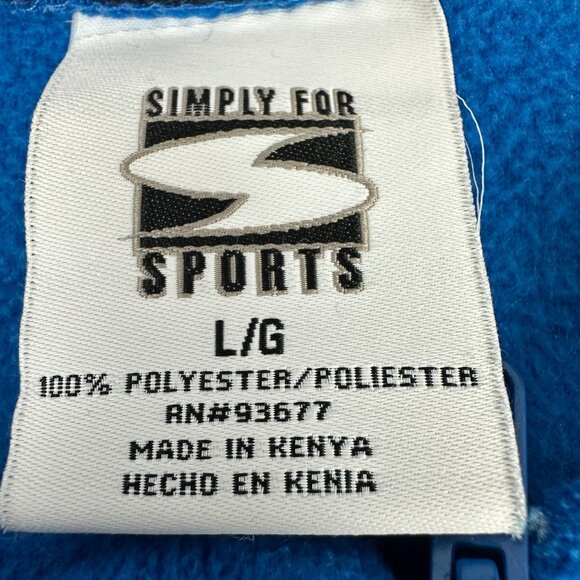 SIMPLY FOR
SPORTS
L/G
100% POLYESTER/POLIESTER
RN#93677
MADE IN KENYA
HECHO EN KENIA